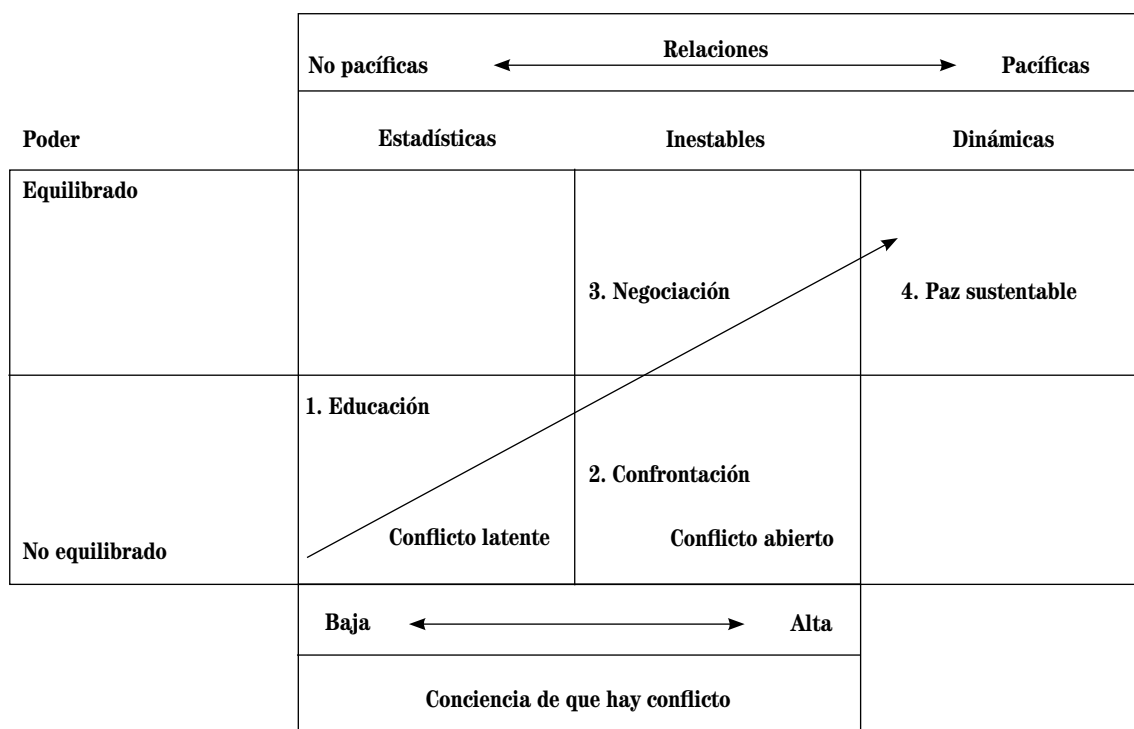 Relaciones
No pacíficas
Pacíficas
Poder
Estadísticas
Inestables
Dinámicas
Equilibrado
3. Negociación
4. Paz sustentable
1. Educación
2. Confrontación
No equilibrado
Conflicto latente
Conflicto abierto
Baja
Alta
Conciencia de que hay conflicto